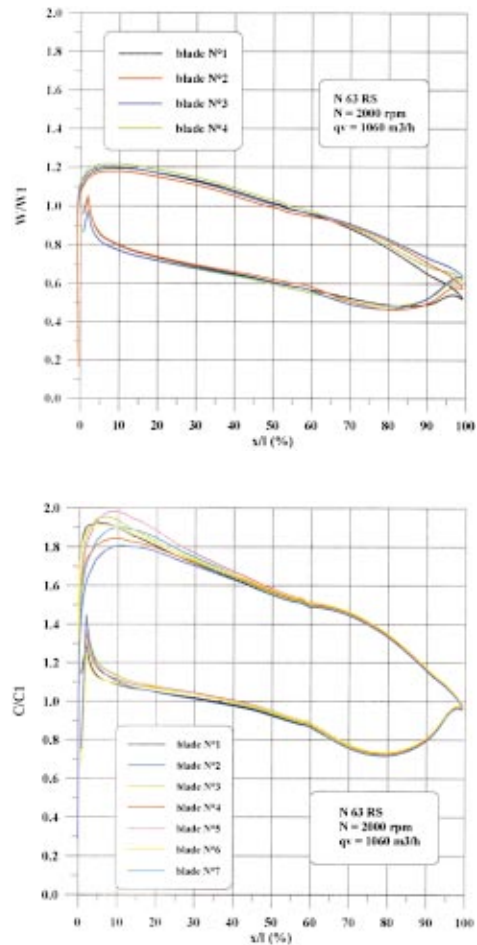 2.0
1.8
1.6
1.4
1.2
1.0
0.8
0.6
0.4
0.2
0.0
W/W1
blade N°1
blade N°2
blade N°3
blade N°4
N 63 RS
N = 2000 rpm
qv = 1060 m3/h
0 10 20 30 40 50 60 70 80 90 100
x/l (%)
2.0
1.8
1.6
1.4
1.2
1.0
0.8
0.6
0.4
0.2
0.0
C/C1
blade N°1
blade N°2
blade N°3
blade N°4
blade N°5
blade N°6
blade N°7
N 63 RS
N = 2000 rpm
qv = 1060 m3/h
0 10 20 30 40 50 60 70 80 90 100
x/l (%)